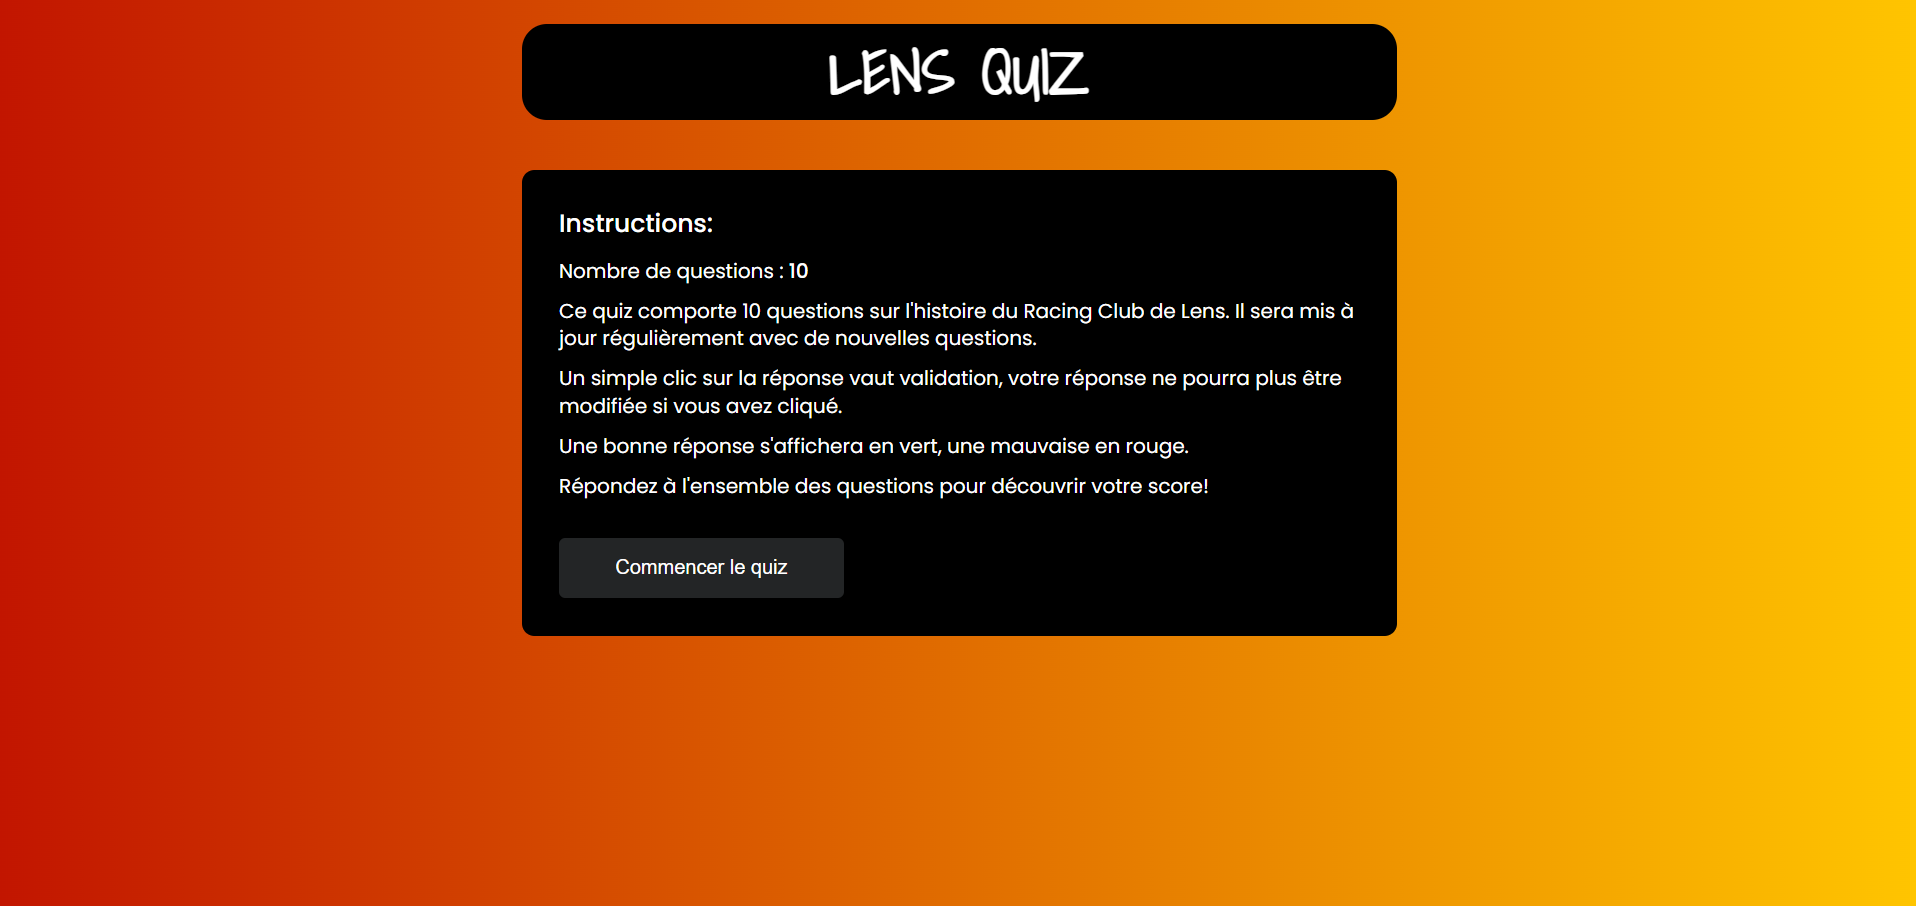 LENS QUIZ
Instructions:
Nombre de questions : 10
Ce quiz comporte 10 questions sur l'histoire du Racing Club de Lens. Il sera mis à
jour régulièrement avec de nouvelles questions.
Un simple clic sur la réponse vaut validation, votre réponse ne pourra plus être
modifiée si vous avez cliqué.
Une bonne réponse s'affichera en vert, une mauvaise en rouge.
Répondez à l'ensemble des questions pour découvrir votre score!
Commencer le quiz